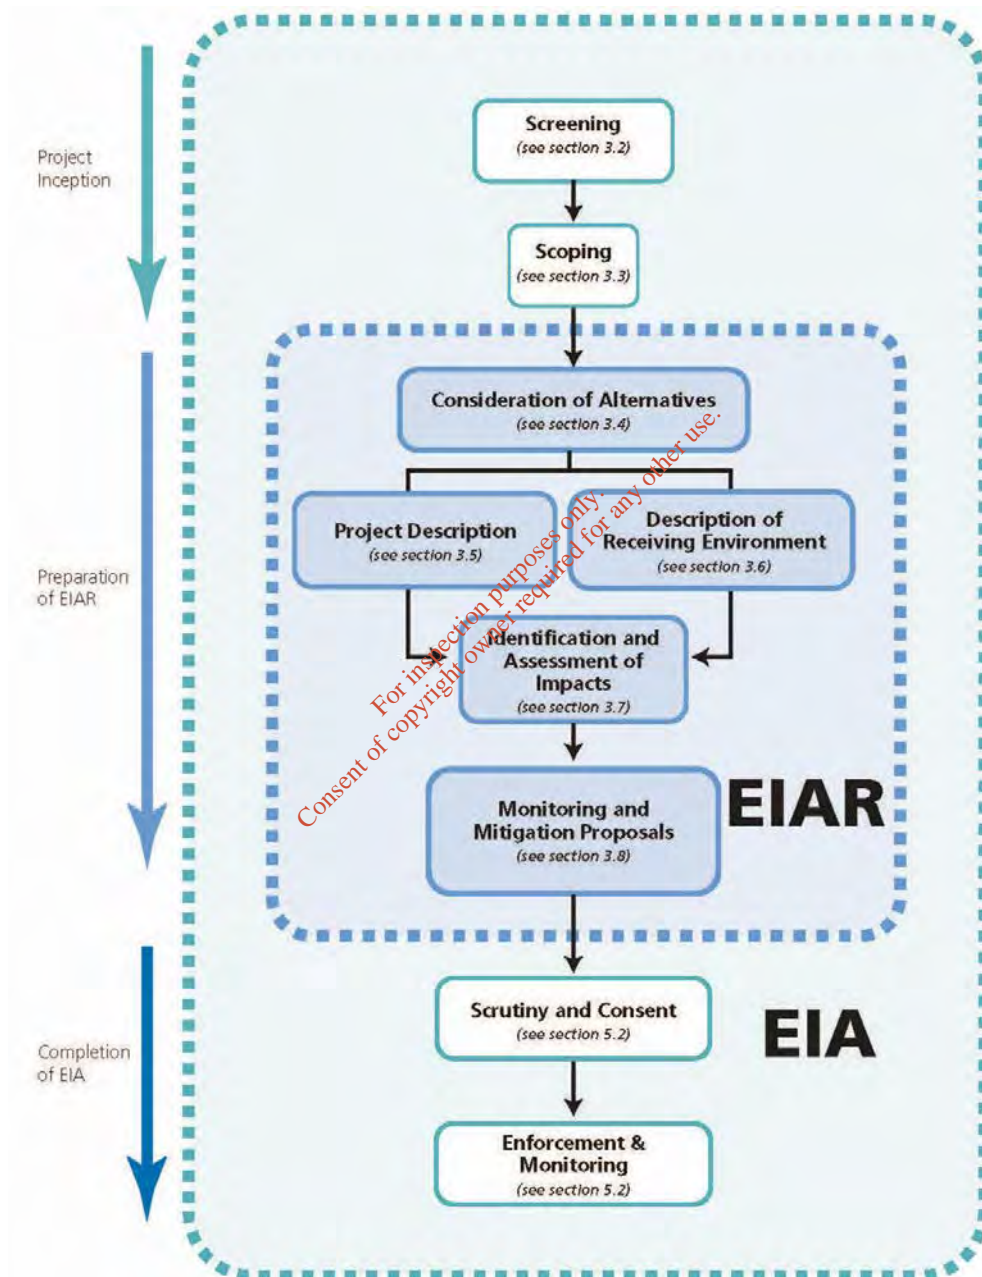 Screening
(see section 3.2)
Project
Inception
Scoping
(see section 3.3)
Consideration of Alternatives
(see section 3.4)
Project Description
(see section 3.5)
Description of
Receiving Environment
(see section 3.6)
Preparation
of EIAR
Identification and
Assessment of
Impacts
(see section 3.7)
Monitoring and
Mitigation Proposals
(see section 3.8)
EIAR
Scrutiny and Consent
(see section 5.2)
EIA
Completion
of EIA
Enforcement &
Monitoring
(see section 5.2)
For inspection purposes only.
Consent of copyright owner required for any other use.